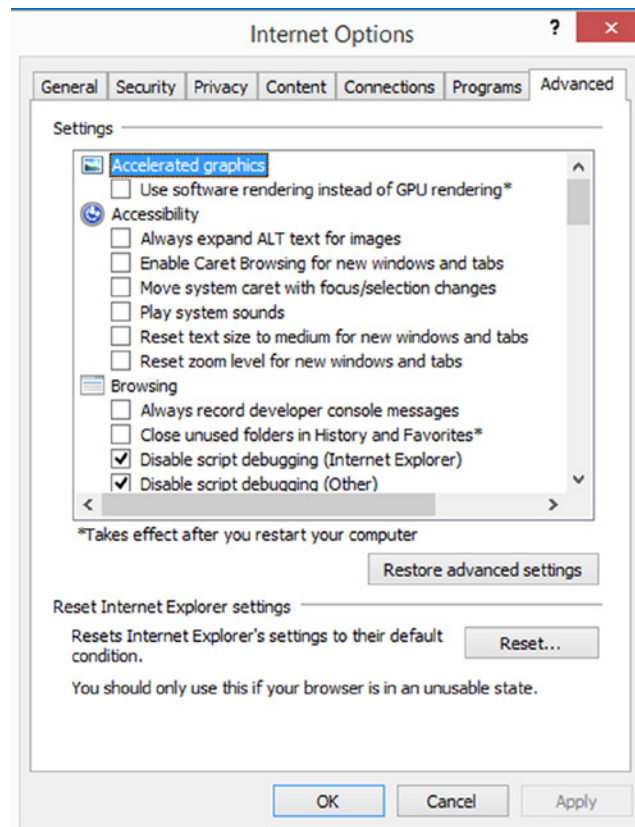 Internet Options
?
×
General Security Privacy Content Connections Programs Advanced
Settings
Accelerated graphics
Use software rendering instead of GPU rendering*
Accessibility
Always expand ALT text for images
Enable Caret Browsing for new windows and tabs
Move system caret with focus/selection changes
Play system sounds
Reset text size to medium for new windows and tabs
Reset zoom level for new windows and tabs
Browsing
Always record developer console messages
Close unused folders in History and Favorites*
Disable script debugging (Internet Explorer)
Disable script debugging (Other)
*Takes effect after you restart your computer
Restore advanced settings
Reset Internet Explorer settings
Resets Internet Explorer's settings to their default
condition.
Reset...
You should only use this if your browser is in an unusable state.
OK Cancel Apply